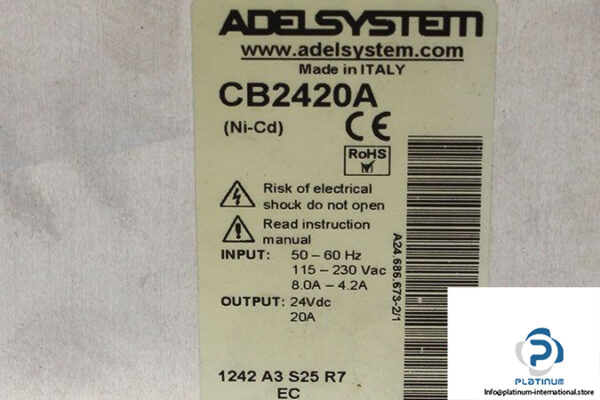 ADELSYSTEM
www.adelsystem.com
Made in ITALY
CB2420A
(Ni-Cd)
CE
RoHS
Risk of electrical
shock do not open
Read instruction
manual
INPUT: 50 – 60 Hz
115 – 230 Vac
8.0A – 4.2A
OUTPUT: 24Vdc
20A
1242 A3 S25 R7
EC
A24.686.673-2/1
PLATINUM
Info@platinum-international.store